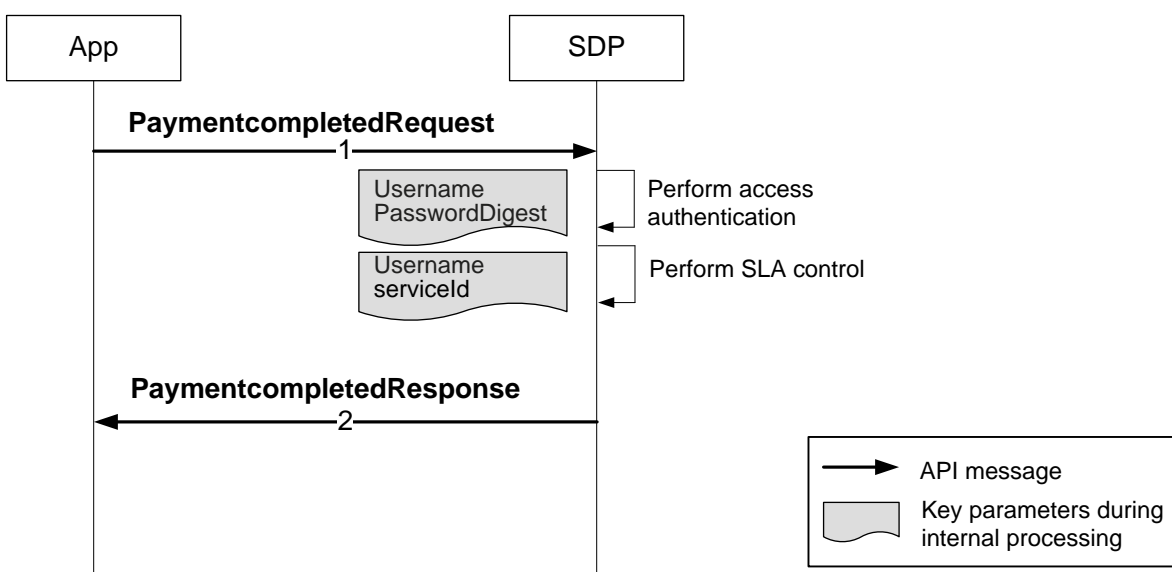 App
SDP
PaymentcompletedRequest
1
Username
PasswordDigest
Perform access
authentication
Username
serviceId
Perform SLA control
PaymentcompletedResponse
2
API message
Key parameters during
internal processing